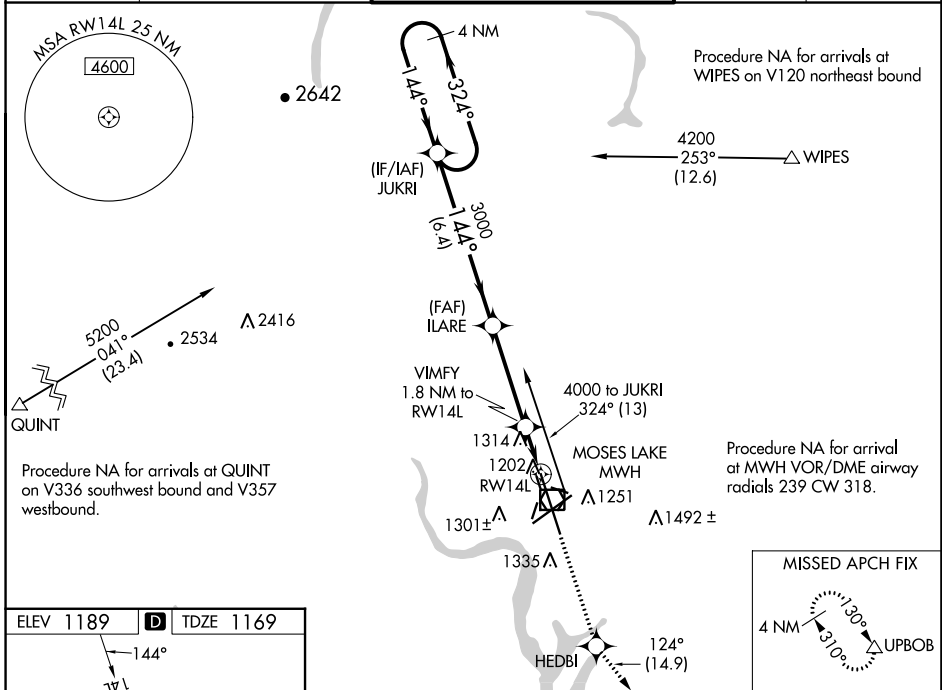 MSA RW14L 25 NM
4600
2642
4 NM
144°
324°
Procedure NA for arrivals at
WIPES on V120 northeast bound
4200
253°
(12.6)
WIPES
(IF/IAF)
JUKRI
3000
144°
(6.4)
5200
041°
(23.4)
2534
2416
QUINT
(FAF)
ILARE
VIMFY
1.8 NM to
RW14L
4000 to JUKRI
324° (13)
1314
1202
RW14L
MOSES LAKE
MWH
1251
1301±
1492 ±
1335
Procedure NA for arrivals at QUINT
on V336 southwest bound and V357
westbound.
Procedure NA for arrival
at MWH VOR/DME airway
radials 239 CW 318.
HEDBI
124°
(14.9)
MISSED APCH FIX
4 NM
130°
310°
UPBOB
ELEV 1189 D TDZE 1169
144°
14L